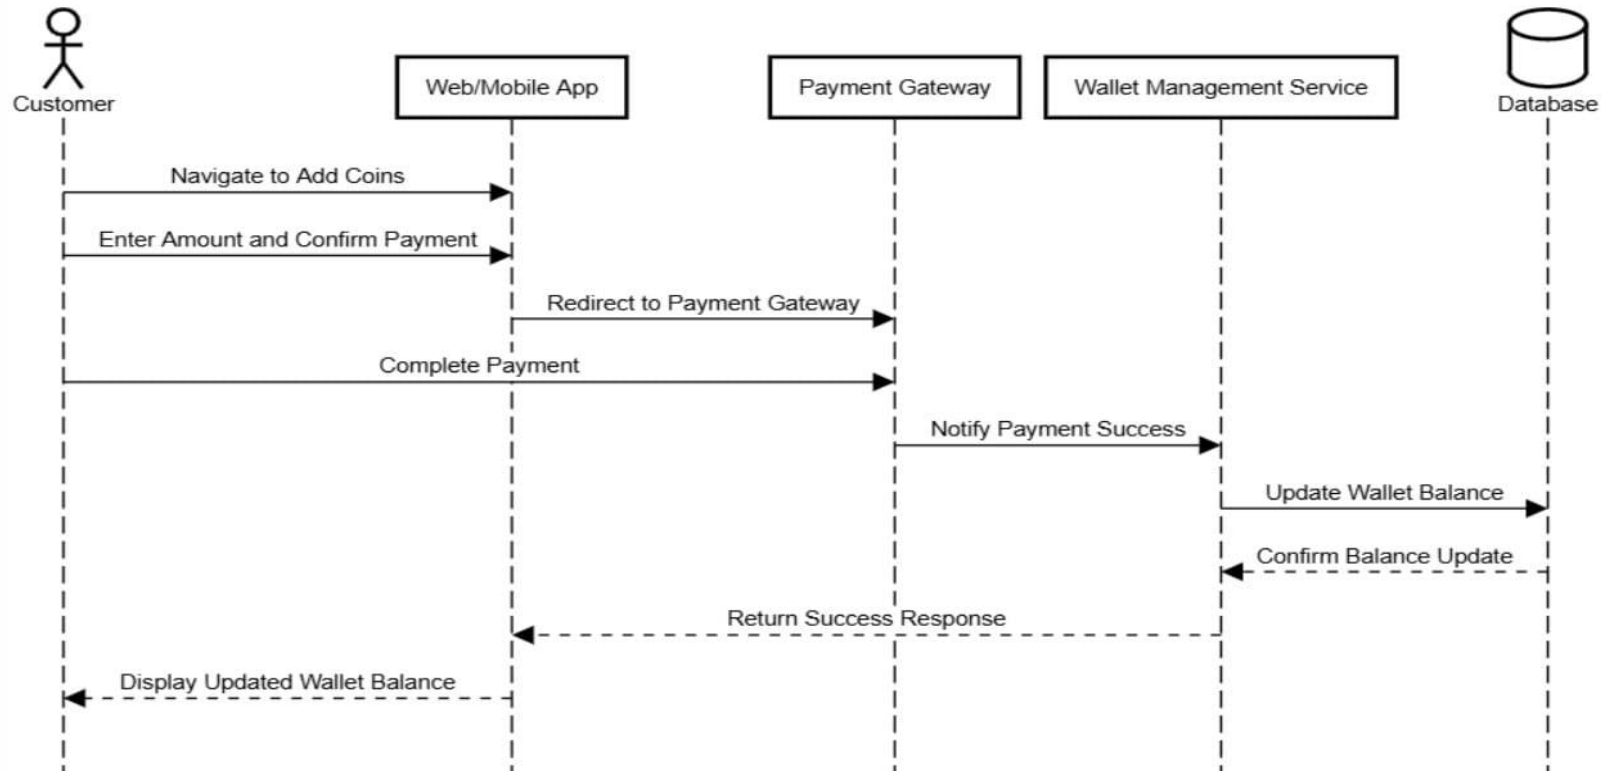 Customer
Web/Mobile App
Payment Gateway
Wallet Management Service
Database
Navigate to Add Coins
Enter Amount and Confirm Payment
Redirect to Payment Gateway
Complete Payment
Notify Payment Success
Update Wallet Balance
Confirm Balance Update
Return Success Response
Display Updated Wallet Balance